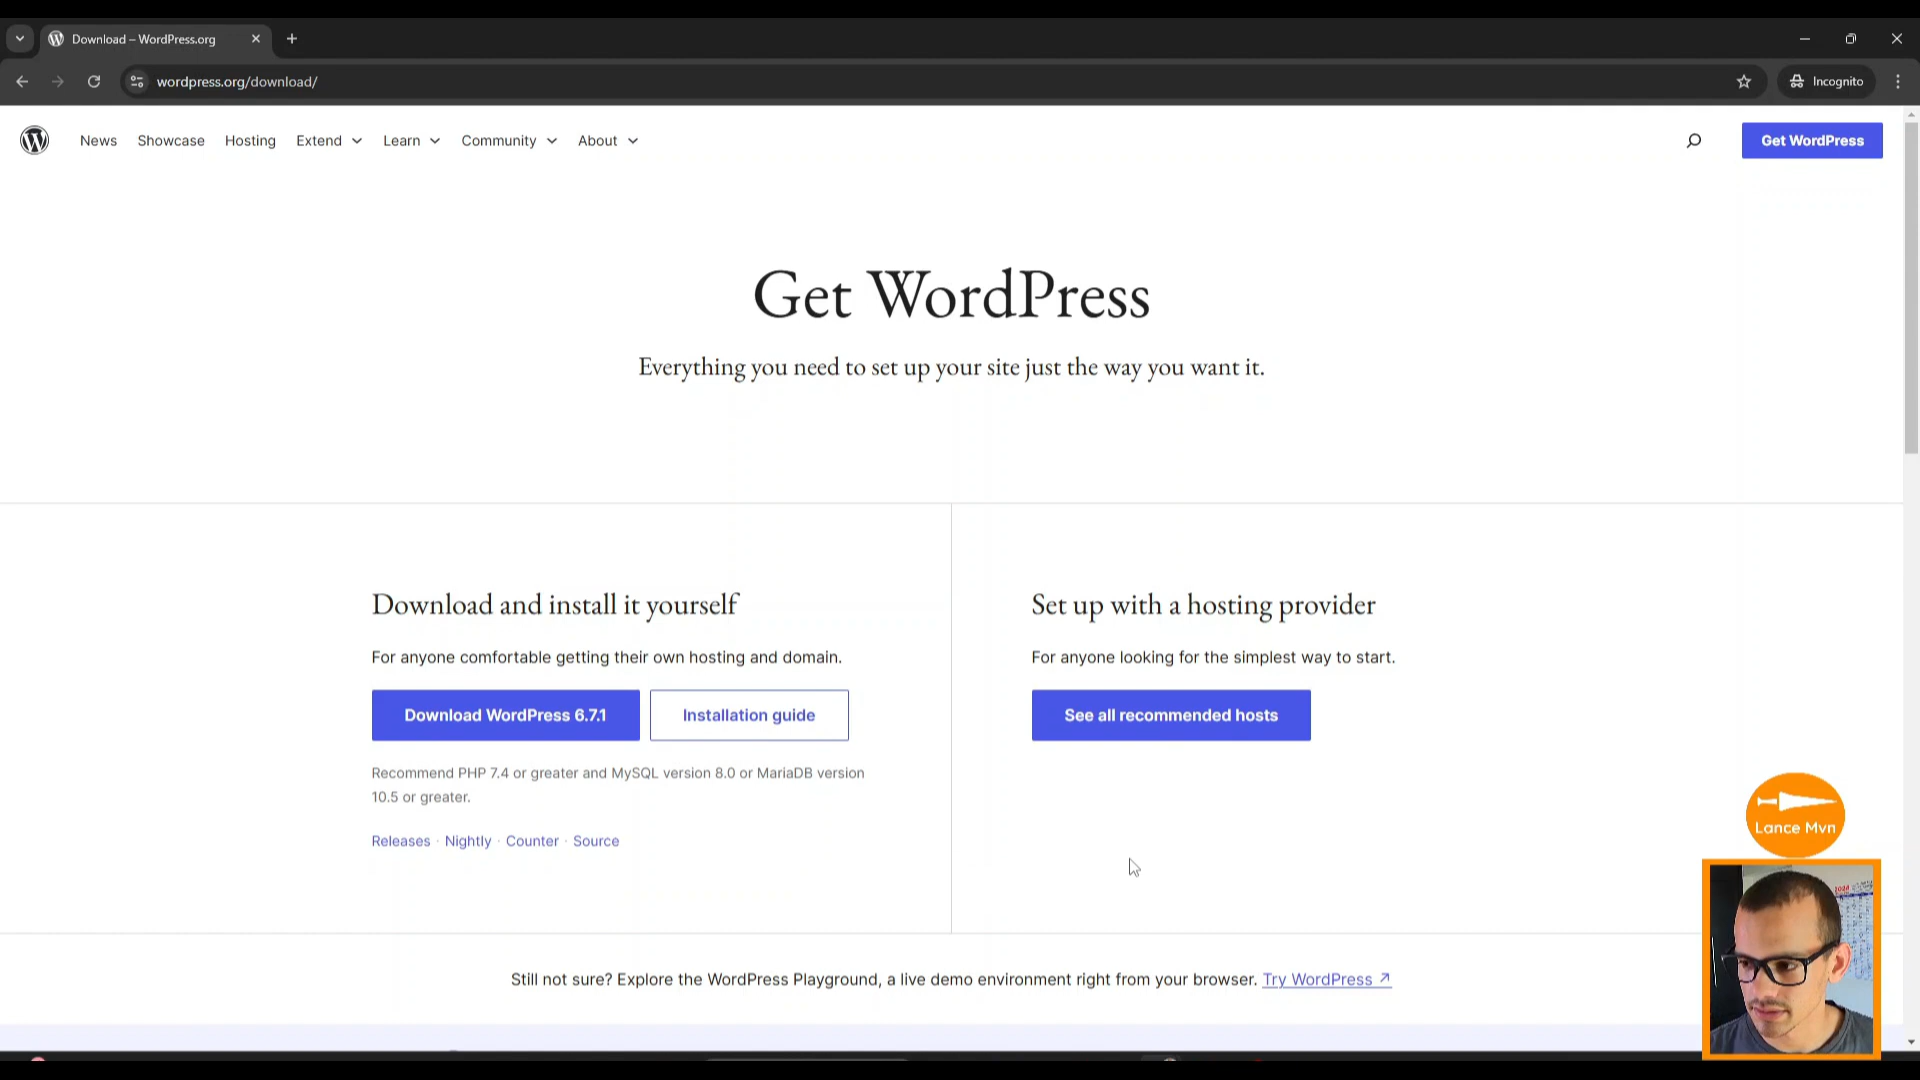 Download – WordPress.org
wordpress.org/download/
Incognito
News Showcase Hosting Extend Learn Community About
Get WordPress
Get WordPress
Everything you need to set up your site just the way you want it.
Download and install it yourself
For anyone comfortable getting their own hosting and domain.
Download WordPress 6.7.1
Installation guide
Recommend PHP 7.4 or greater and MySQL version 8.0 or MariaDB version
10.5 or greater.
Releases · Nightly · Counter · Source
Set up with a hosting provider
For anyone looking for the simplest way to start.
See all recommended hosts
Lance Mvn
2024
Still not sure? Explore the WordPress Playground, a live demo environment right from your browser. Try WordPress ↗